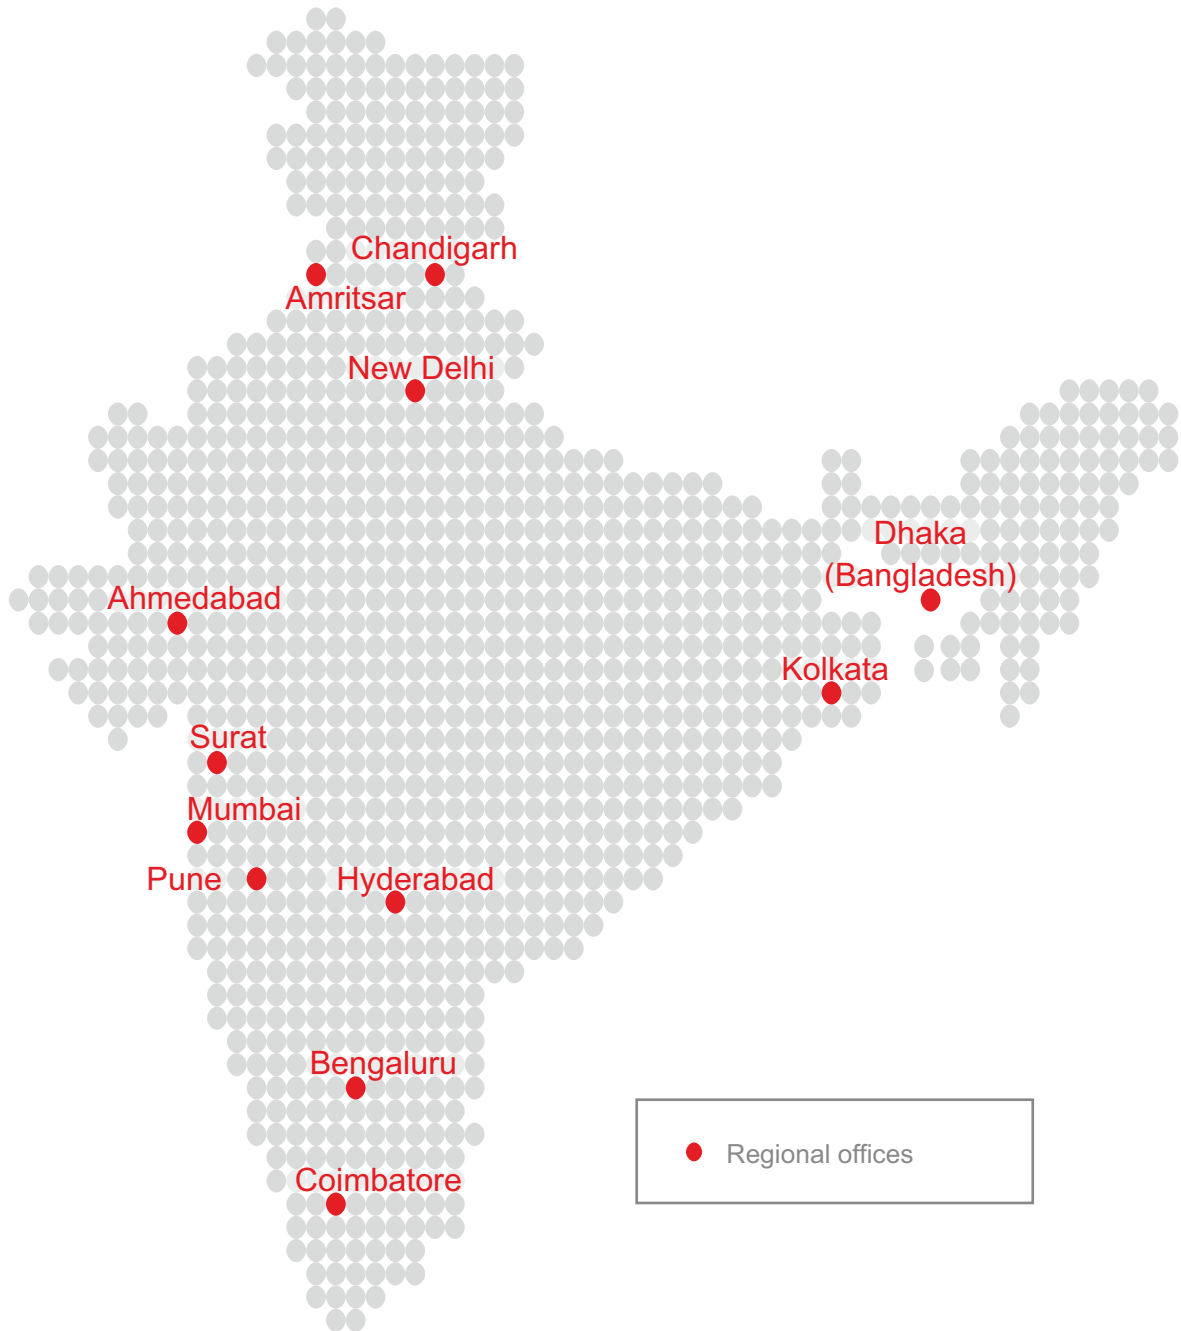 Chandigarh
Amritsar
New Delhi
Dhaka
(Bangladesh)
Ahmedabad
Kolkata
Surat
Mumbai
Pune
Hyderabad
Bengaluru
Regional offices
Coimbatore